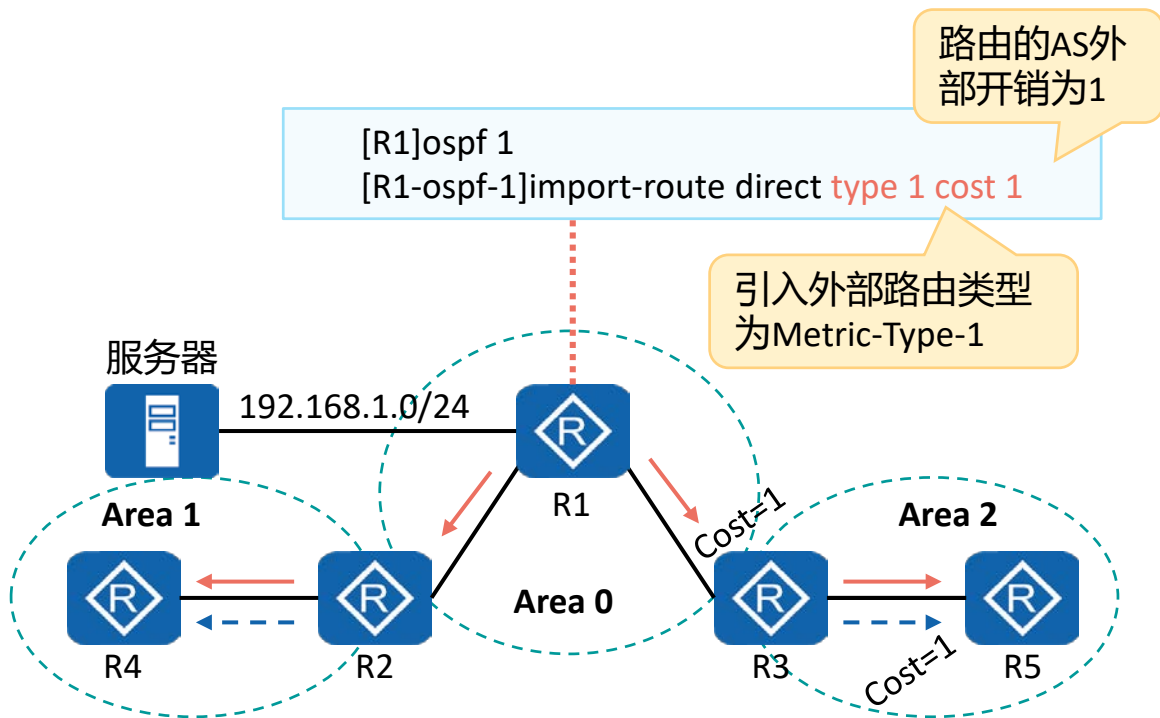 路由的AS外
部开销为1
[R1]ospf 1
[R1-ospf-1]import-route direct type 1 cost 1
引入外部路由类型
为Metric-Type-1
服务器
192.168.1.0/24
R
R1
Cost=1
Area 1
Area 2
Area 0
R
R4
R
R2
R
R3
R
R5
Cost=1